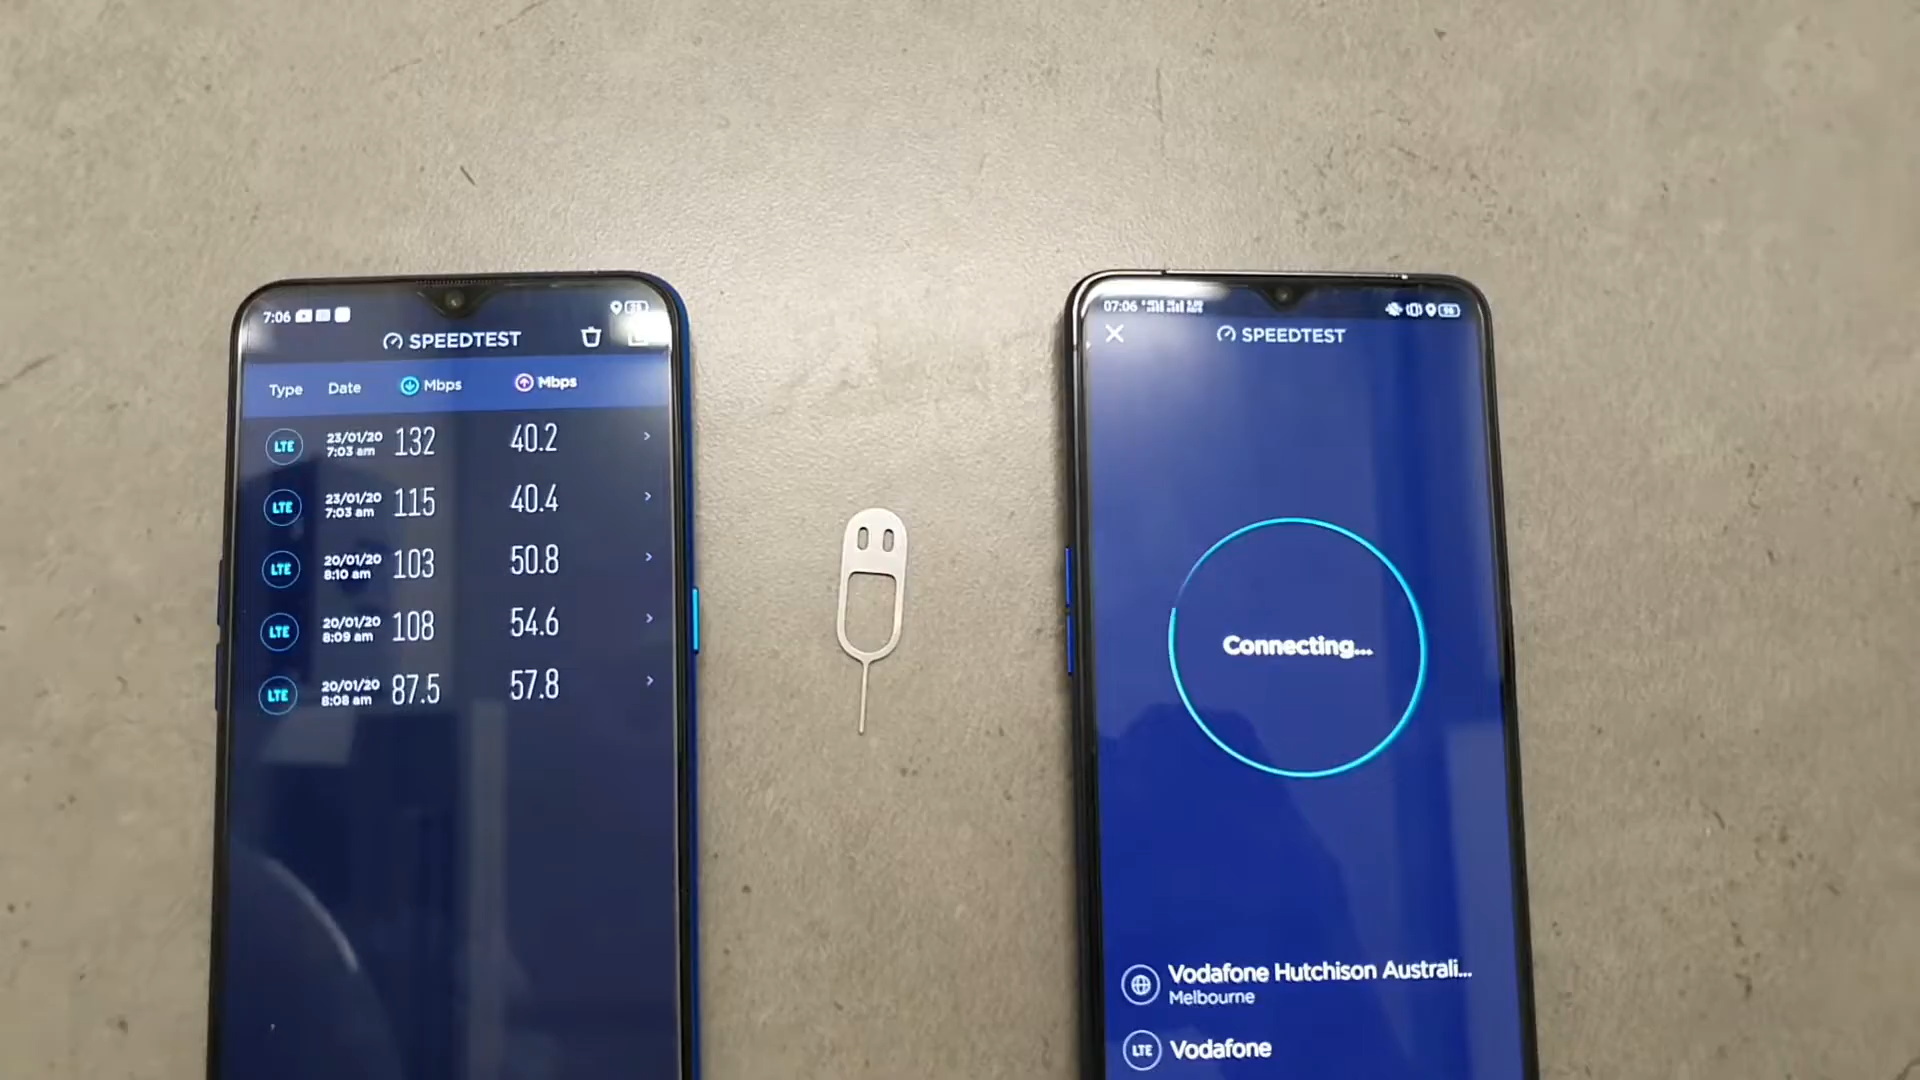 7:06
SPEEDTEST
Type Date Mbps Mbps
LTE 23/01/20 7:03 am 132 40.2
LTE 23/01/20 7:03 am 115 40.4
LTE 20/01/20 8:10 am 103 50.8
LTE 20/01/20 8:09 am 108 54.6
LTE 20/01/20 8:08 am 87.5 57.8
07:06
SPEEDTEST
Connecting...
Vodafone Hutchison Australi...
Melbourne
LTE Vodafone